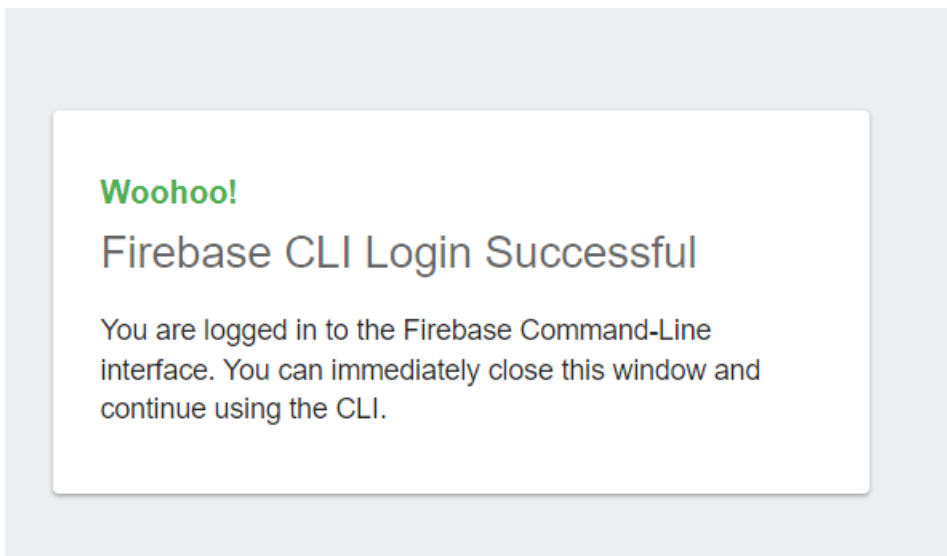 Woohoo!
Firebase CLI Login Successful
You are logged in to the Firebase Command-Line
interface. You can immediately close this window and
continue using the CLI.